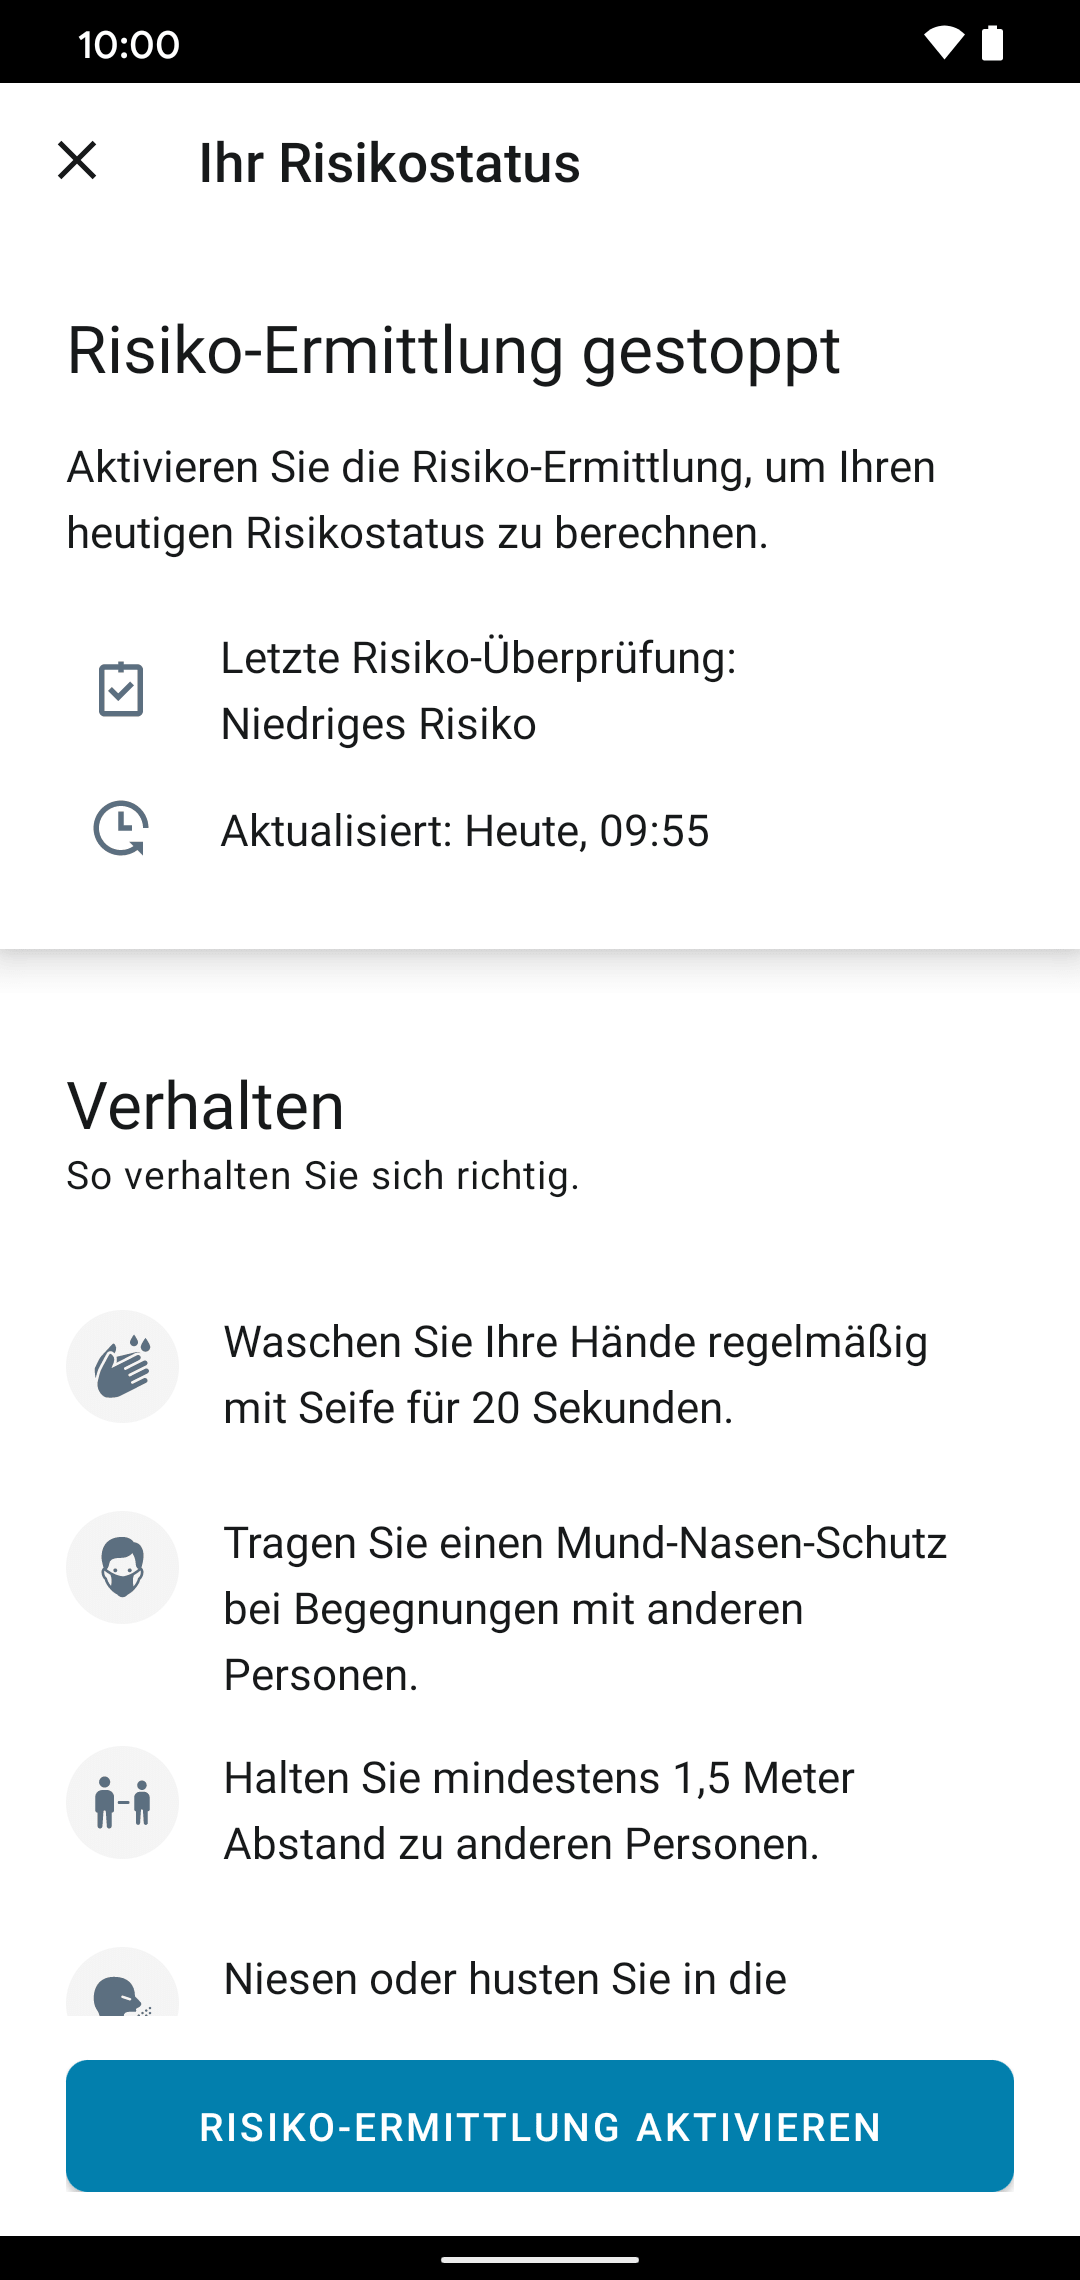 10:00
Ihr Risikostatus
Risiko-Ermittlung gestoppt
Aktivieren Sie die Risiko-Ermittlung, um Ihren
heutigen Risikostatus zu berechnen.
Letzte Risiko-Überprüfung:
Niedriges Risiko
Aktualisiert: Heute, 09:55
Verhalten
So verhalten Sie sich richtig.
Waschen Sie Ihre Hände regelmäßig
mit Seife für 20 Sekunden.
Tragen Sie einen Mund-Nasen-Schutz
bei Begegnungen mit anderen
Personen.
Halten Sie mindestens 1,5 Meter
Abstand zu anderen Personen.
Niesen oder husten Sie in die
RISIKO-ERMITTLUNG AKTIVIEREN